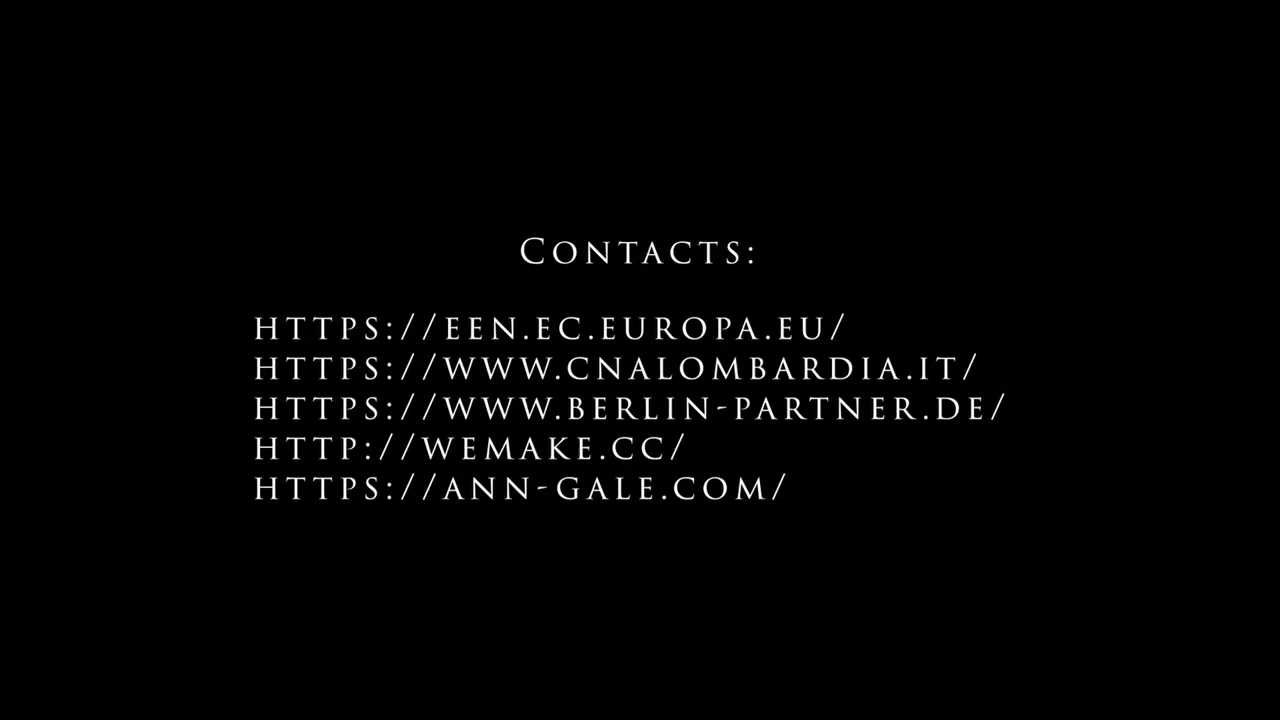 CONTACTS:
HTTPS://EEN.EC.EUROPA.EU/
HTTPS://WWW.CNALOMBARDIA.IT/
HTTPS://WWW.BERLIN-PARTNER.DE/
HTTP://WEMAKE.CC/
HTTPS://ANN-GALE.COM/